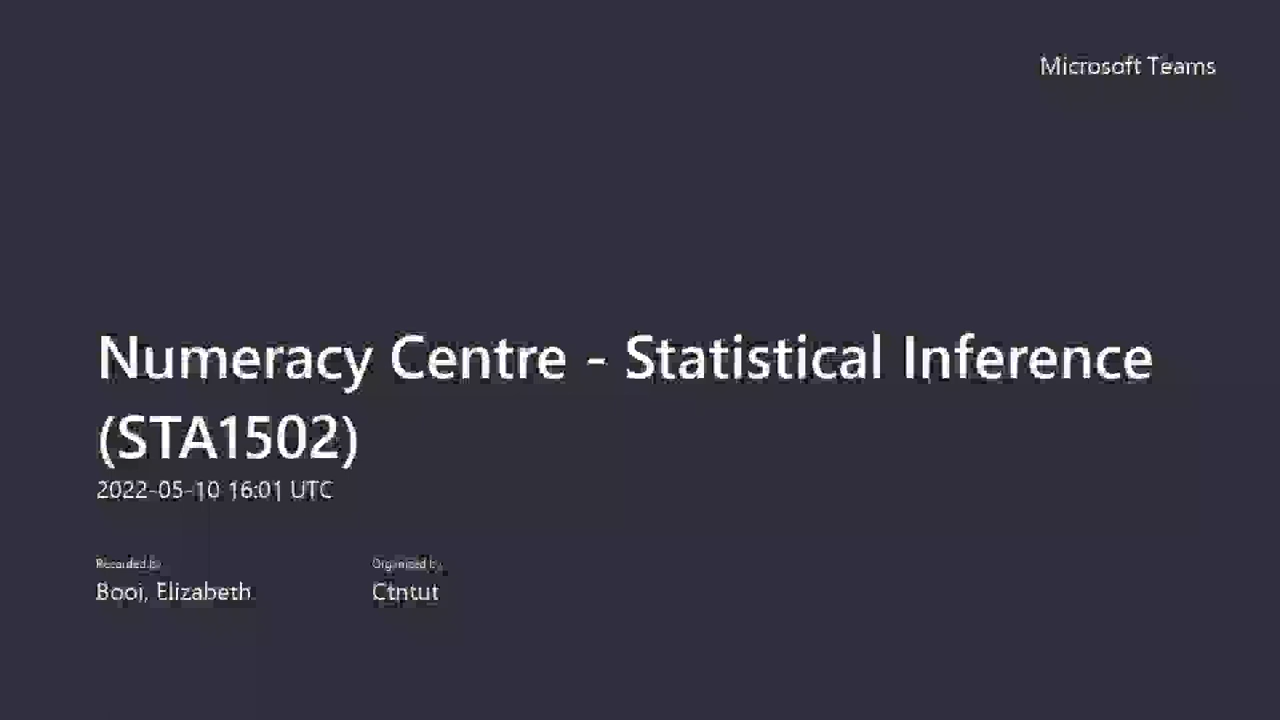 Microsoft Teams
Numeracy Centre - Statistical Inference
(STA1502)
2022-05-10 16:01 UTC
Recorded by
Organized by
Booi, Elizabeth
Ctntut